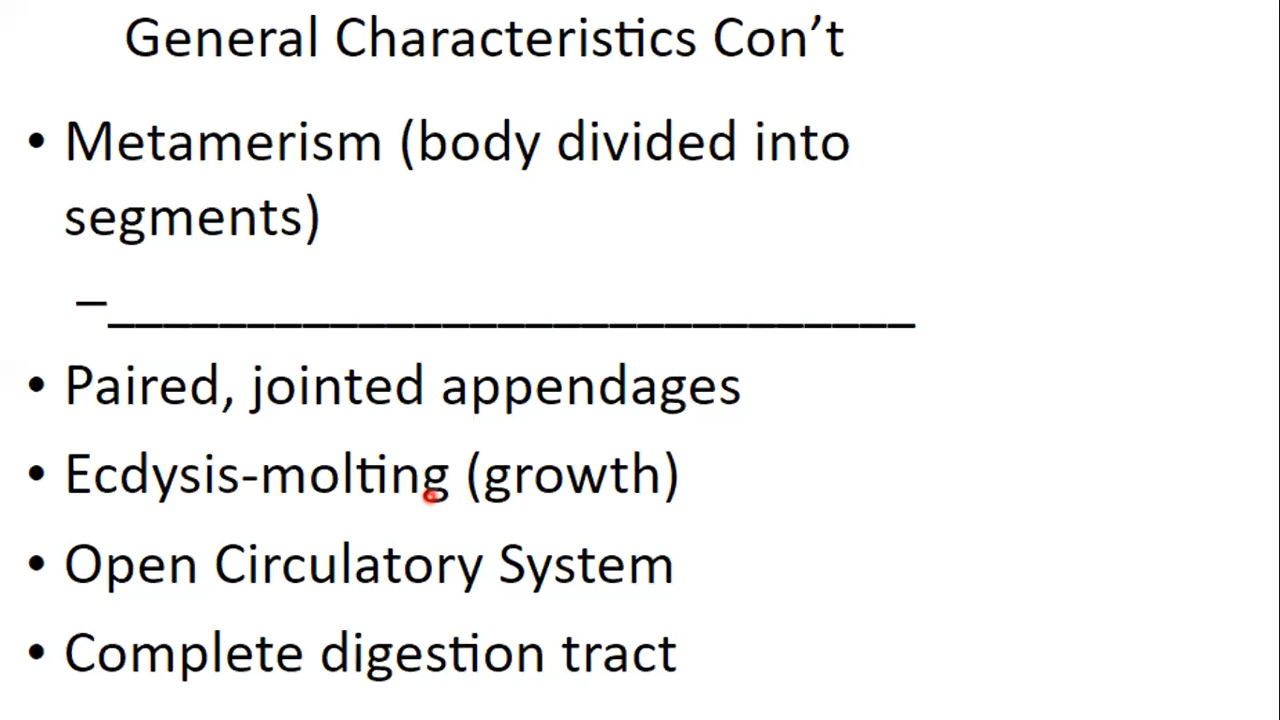 General Characteristics Con’t
• Metamerism (body divided into
segments)
–_____________________________
• Paired, jointed appendages
• Ecdysis-molting (growth)
• Open Circulatory System
• Complete digestion tract